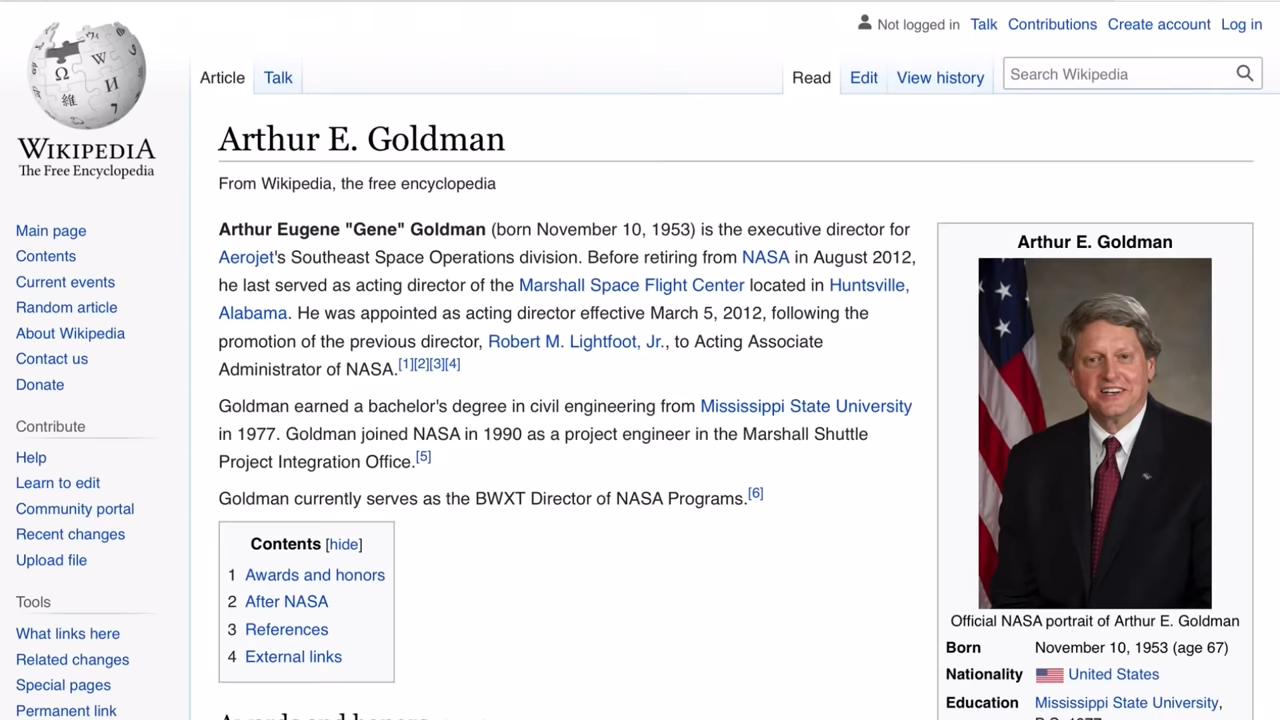 Not logged in Talk Contributions Create account Log in
Article Talk Read Edit View history Search Wikipedia
WIKIPEDIA
The Free Encyclopedia
Main page
Contents
Current events
Random article
About Wikipedia
Contact us
Donate
Contribute
Help
Learn to edit
Community portal
Recent changes
Upload file
Tools
What links here
Related changes
Special pages
Permanent link
Arthur E. Goldman
From Wikipedia, the free encyclopedia
Arthur Eugene "Gene" Goldman (born November 10, 1953) is the executive director for
Aerojet's Southeast Space Operations division. Before retiring from NASA in August 2012,
he last served as acting director of the Marshall Space Flight Center located in Huntsville,
Alabama. He was appointed as acting director effective March 5, 2012, following the
promotion of the previous director, Robert M. Lightfoot, Jr., to Acting Associate
Administrator of NASA.[1][2][3][4]
Goldman earned a bachelor's degree in civil engineering from Mississippi State University
in 1977. Goldman joined NASA in 1990 as a project engineer in the Marshall Shuttle
Project Integration Office.[5]
Goldman currently serves as the BWXT Director of NASA Programs.[6]
Contents [hide]
1 Awards and honors
2 After NASA
3 References
4 External links
Awards and honors
Arthur E. Goldman
Official NASA portrait of Arthur E. Goldman
Born November 10, 1953 (age 67)
Nationality United States
Education Mississippi State University,